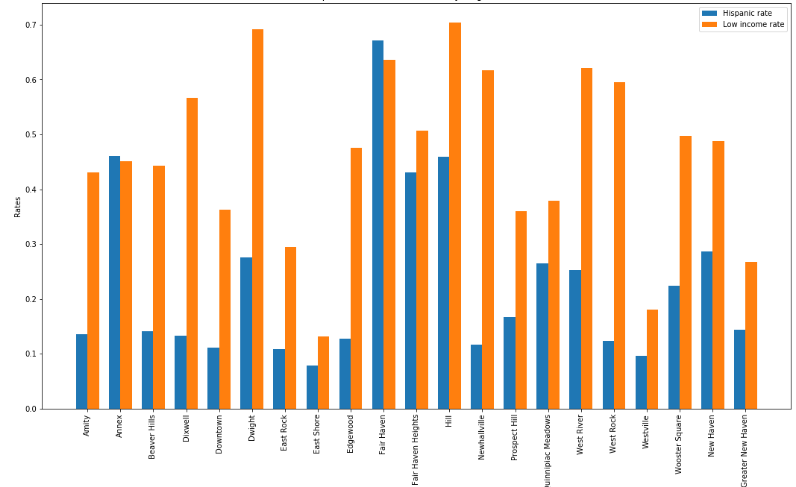 Hispanic rate
Low income rate
0.7
0.6
0.5
0.4
0.3
0.2
0.1
0.0
Rates
Amity
Annex
Beaver Hills
Dixwell
Downtown
Dwight
East Rock
East Shore
Edgewood
Fair Haven
Fair Haven Heights
Hill
Newhallville
Prospect Hill
Meadows
West River
West Rock
Westville
Wooster Square
New Haven
Greater New Haven